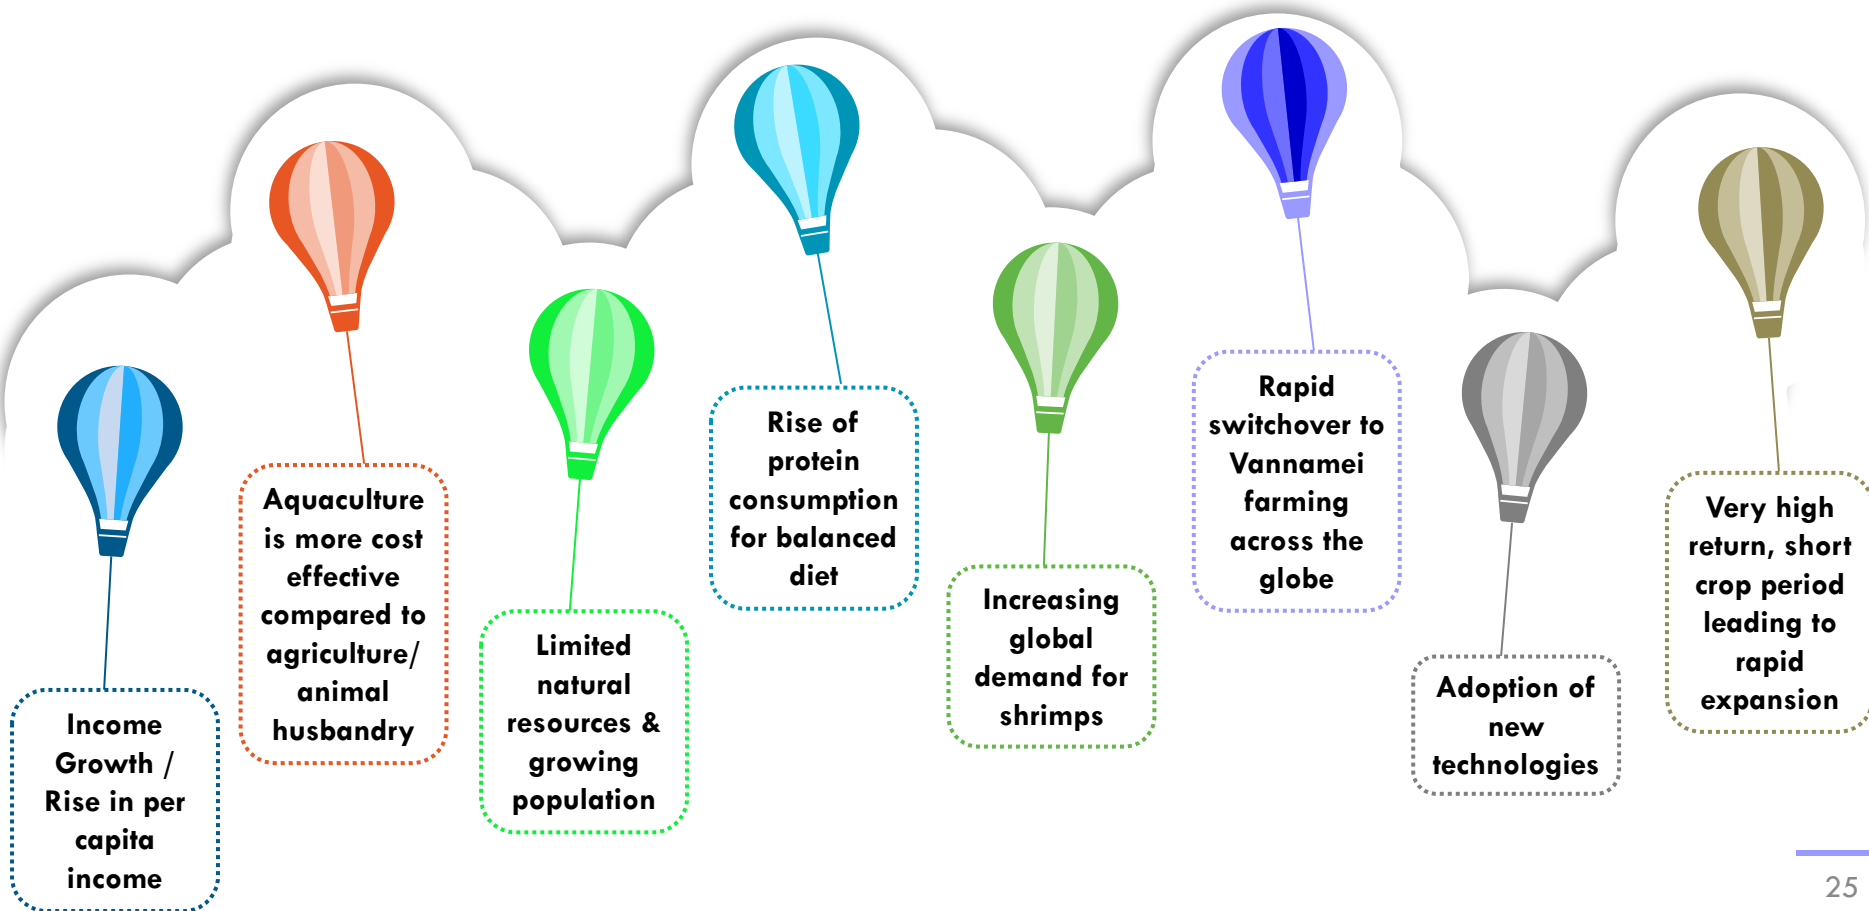 Income
Growth /
Rise in per
capita
income
Aquaculture
is more cost
effective
compared to
agriculture/
animal
husbandry
Limited
natural
resources &
growing
population
Rise of
protein
consumption
for balanced
diet
Increasing
global
demand for
shrimps
Rapid
switchover to
Vannamei
farming
across the
globe
Adoption of
new
technologies
Very high
return, short
crop period
leading to
rapid
expansion
25